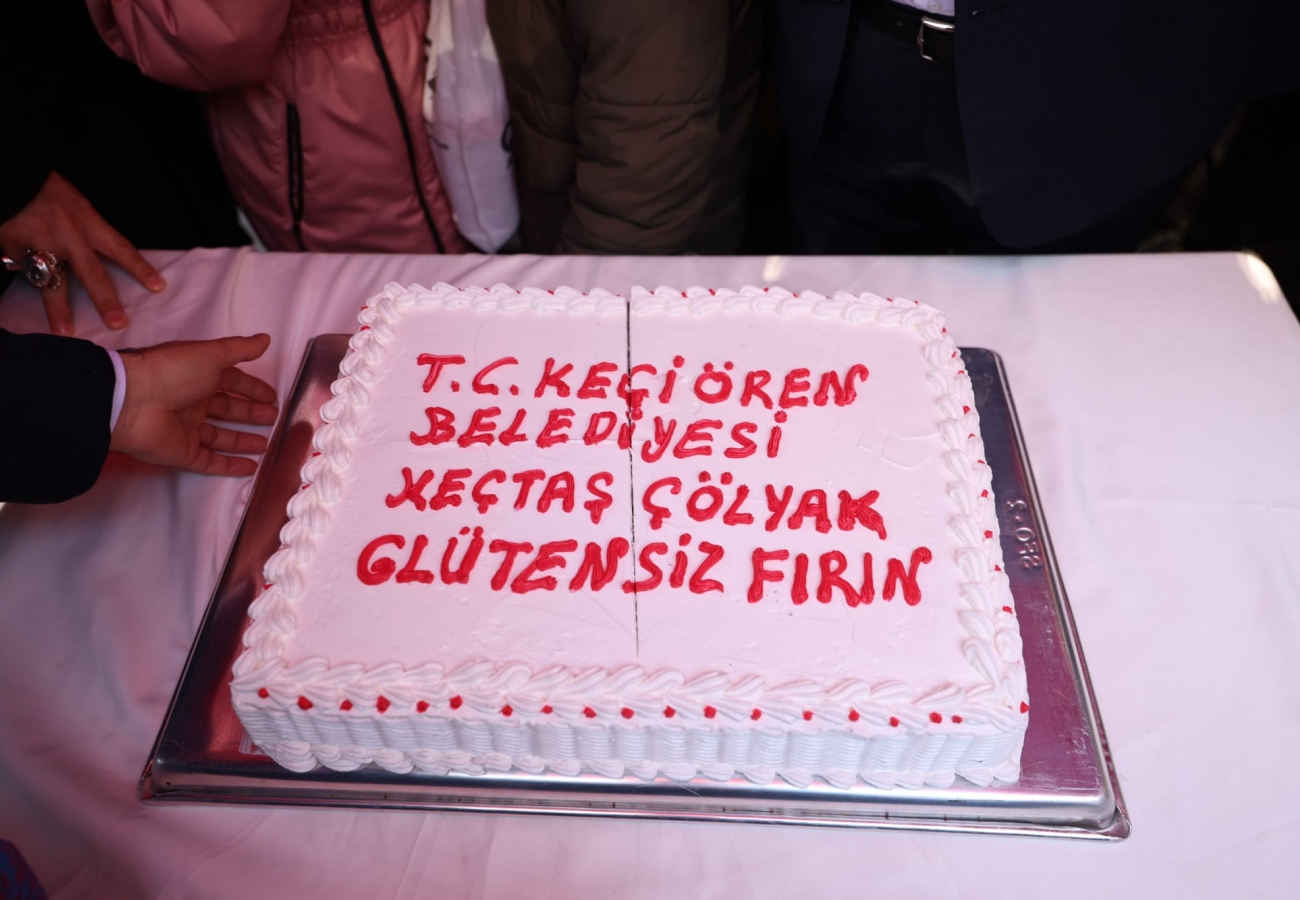 T.C. KEÇİÖREN
BELEDİYESİ
KEÇTAŞ ÇÖLYAK
GLÜTENSİZ FIRIN